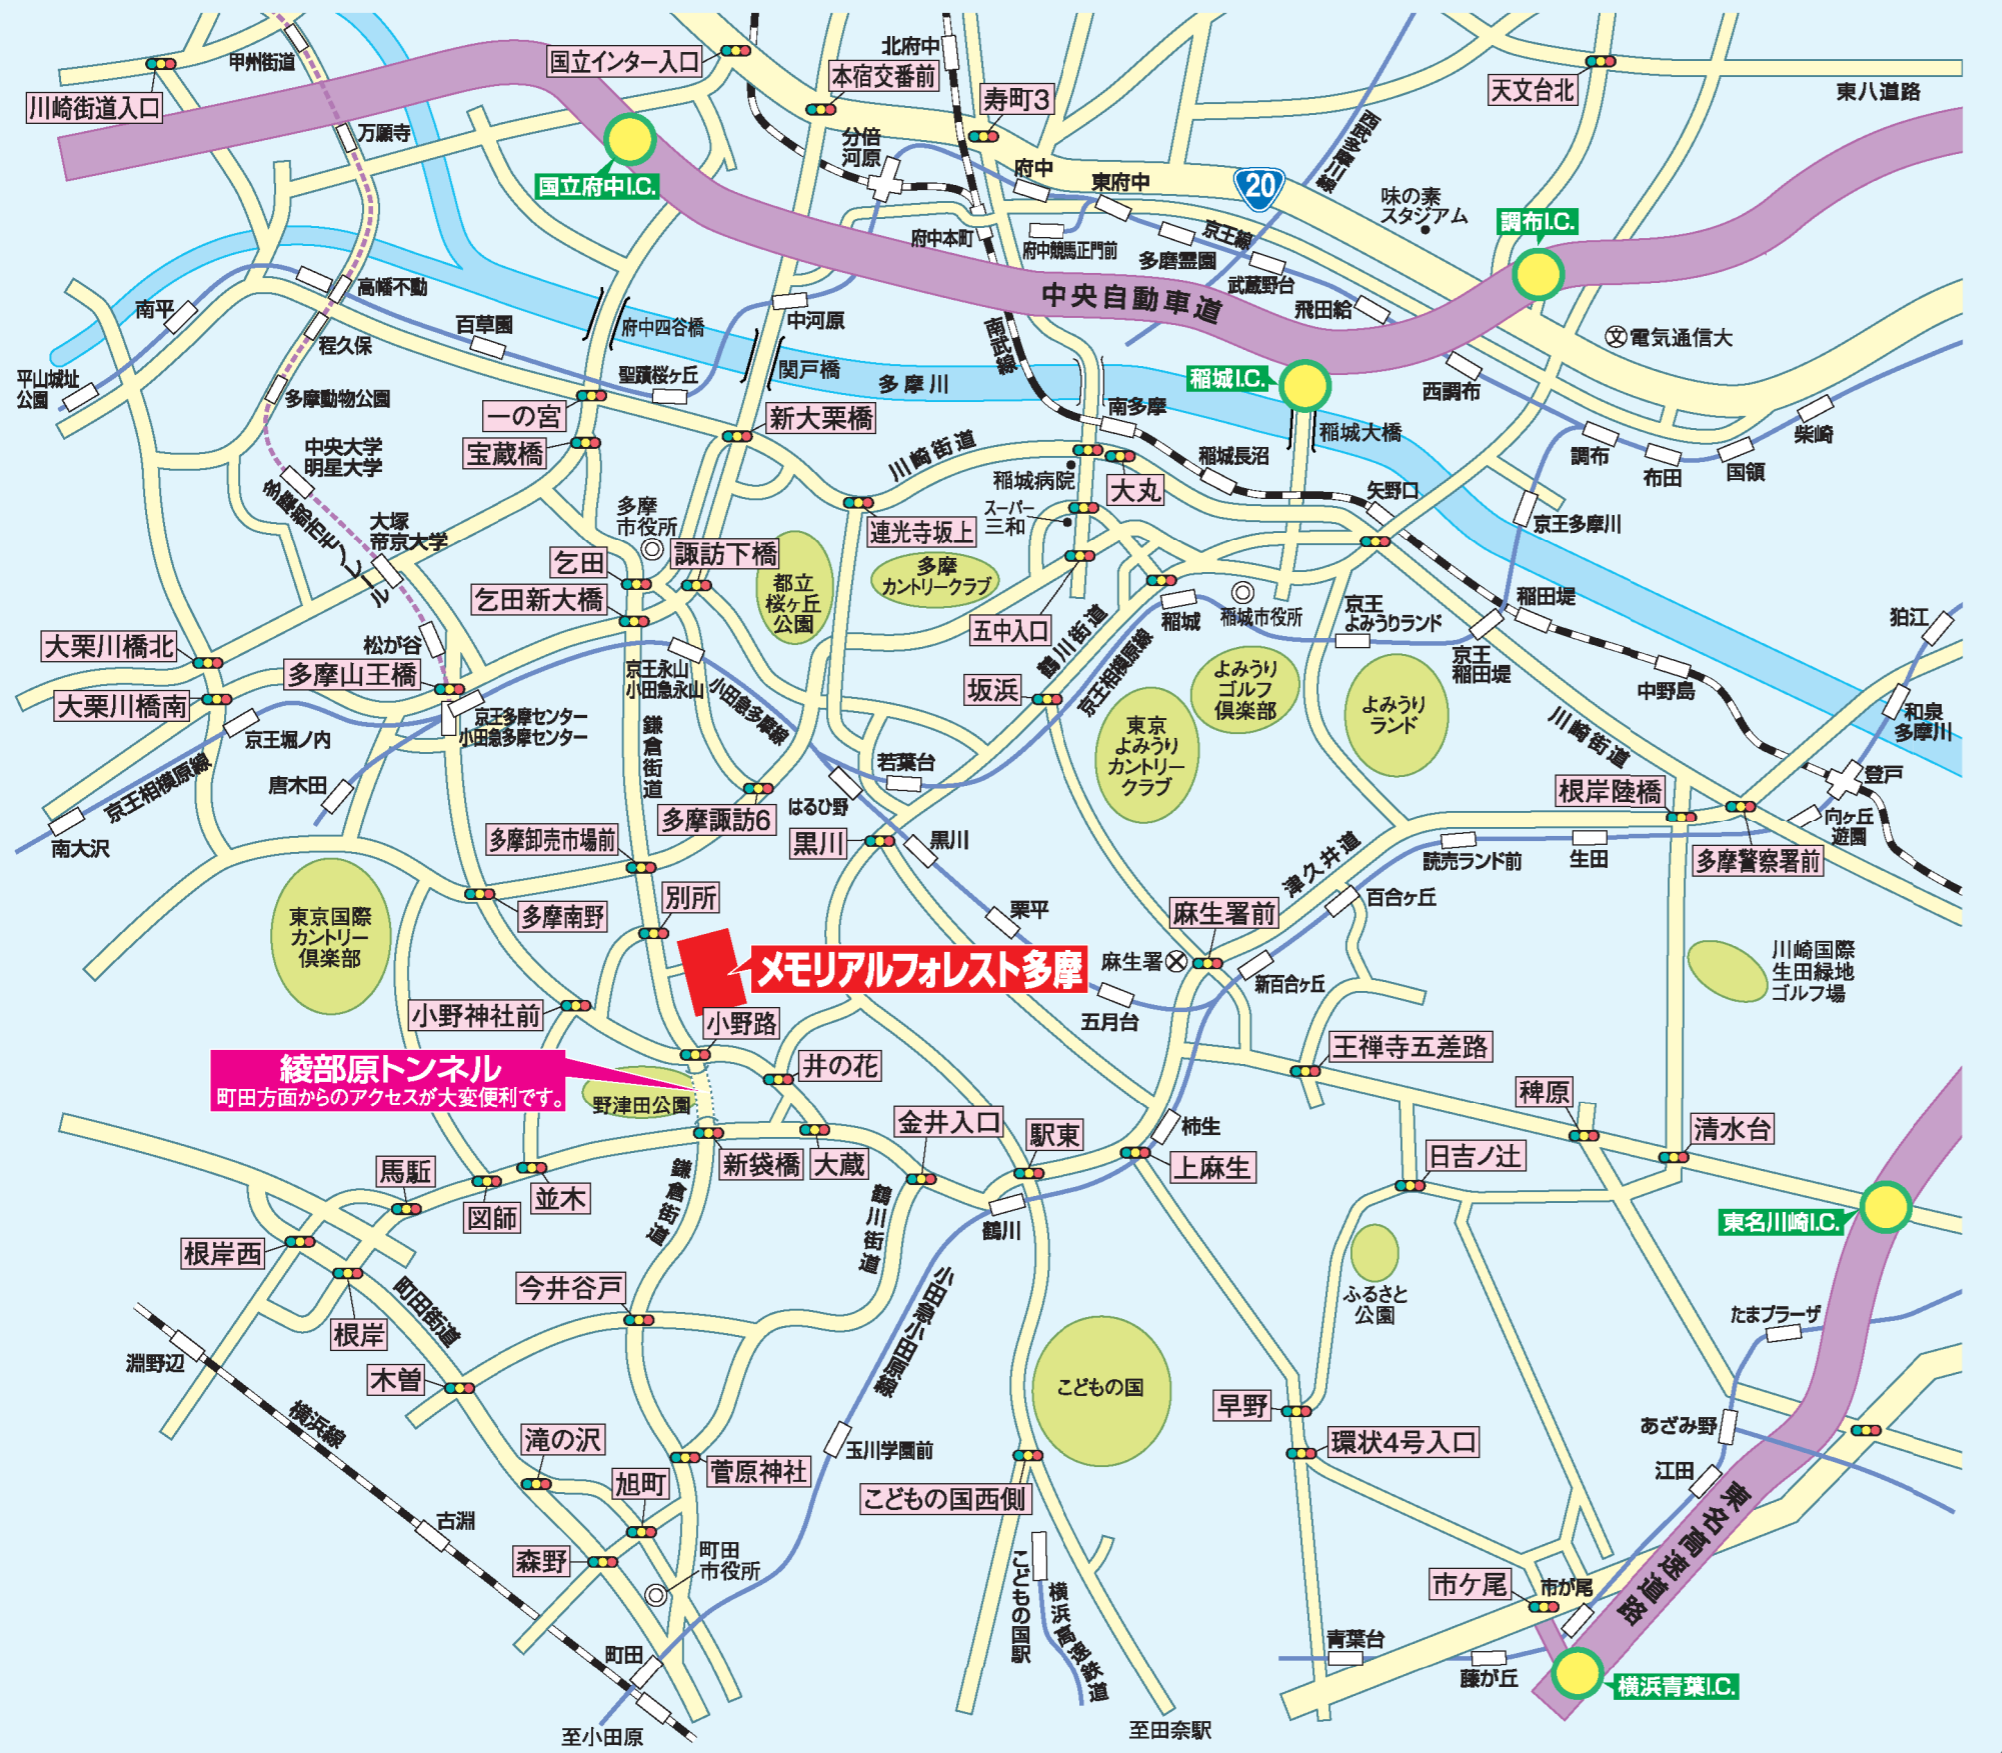 甲州街道
川崎街道入口
国立インター入口
本宿交番前
北府中
寿町3
天文台北
東八道路
万願寺
国立府中I.C.
分倍
河原
府中
東府中
20
西武多摩川線
味の素
スタジアム
調布I.C.
府中本町
府中競馬正門前
京王線
多磨霊園
武蔵野台
飛田給
中央自動車道
電気通信大
文
南平
高幡不動
程久保
百草園
府中四谷橋
中河原
南武線
関戸橋
多摩川
稲城I.C.
西調布
平山城址
公園
多摩動物公園
聖蹟桜ヶ丘
一の宮
宝蔵橋
新大栗橋
南多摩
稲城大橋
柴崎
調布
布田
国領
中央大学
明星大学
川崎街道
稲城長沼
稲城病院
大丸
矢野口
多摩都市モノレール
大塚
帝京大学
多摩
市役所
連光寺坂上
スーパー
三和
京王多摩川
乞田
諏訪下橋
都立
桜ヶ丘
公園
多摩
カントリークラブ
乞田新大橋
五中入口
鶴川街道
稲城
稲城市役所
京王
よみうりランド
稲田堤
狛江
大栗川橋北
松が谷
多摩山王橋
京王永山
小田急永山
小田急多摩線
京王相模原線
坂浜
よみうり
ゴルフ
倶楽部
よみうり
ランド
京王
稲田堤
中野島
大栗川橋南
京王堀ノ内
京王多摩センター
小田急多摩センター
鎌倉街道
東京
よみうり
カントリー
クラブ
川崎街道
和泉
多摩川
京王相模原線
唐木田
若葉台
はるひ野
登戸
南大沢
多摩諏訪6
多摩卸売市場前
黒川
黒川
根岸陸橋
向ヶ丘
遊園
津久井道
読売ランド前
生田
多摩警察署前
東京国際
カントリー
倶楽部
多摩南野
別所
栗平
麻生署前
百合ヶ丘
メモリアルフォレスト多摩
麻生署
新百合ヶ丘
川崎国際
生田緑地
ゴルフ場
小野神社前
小野路
五月台
綾部原トンネル
町田方面からのアクセスが大変便利です。
野津田公園
井の花
王禅寺五差路
金井入口
駅東
柿生
稗原
清水台
馬駈
図師
並木
新袋橋
大蔵
上麻生
日吉ノ辻
根岸西
鎌倉街道
鶴川街道
鶴川
東名川崎I.C.
根岸
町田街道
今井谷戸
小田急小田原線
ふるさと
公園
たまプラーザ
淵野辺
木曽
こどもの国
横浜線
滝の沢
旭町
菅原神社
玉川学園前
早野
環状4号入口
あざみ野
江田
こどもの国西側
東名高速道路
古淵
森野
町田
市役所
こどもの国駅
横浜高速鉄道
市ケ尾
市が尾
町田
青葉台
藤が丘
横浜青葉I.C.
至小田原
至田奈駅